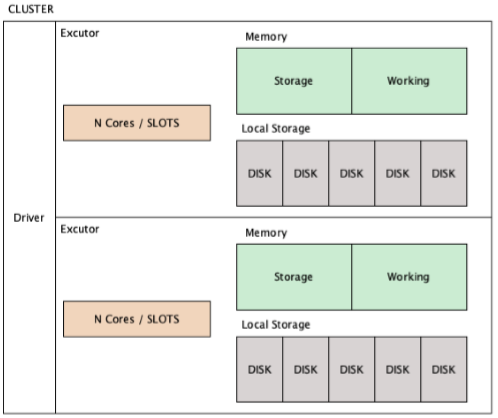 CLUSTER
Excutor
Memory
Storage Working
N Cores / SLOTS
Local Storage
DISK DISK DISK DISK DISK
Driver
Excutor
Memory
Storage Working
N Cores / SLOTS
Local Storage
DISK DISK DISK DISK DISK